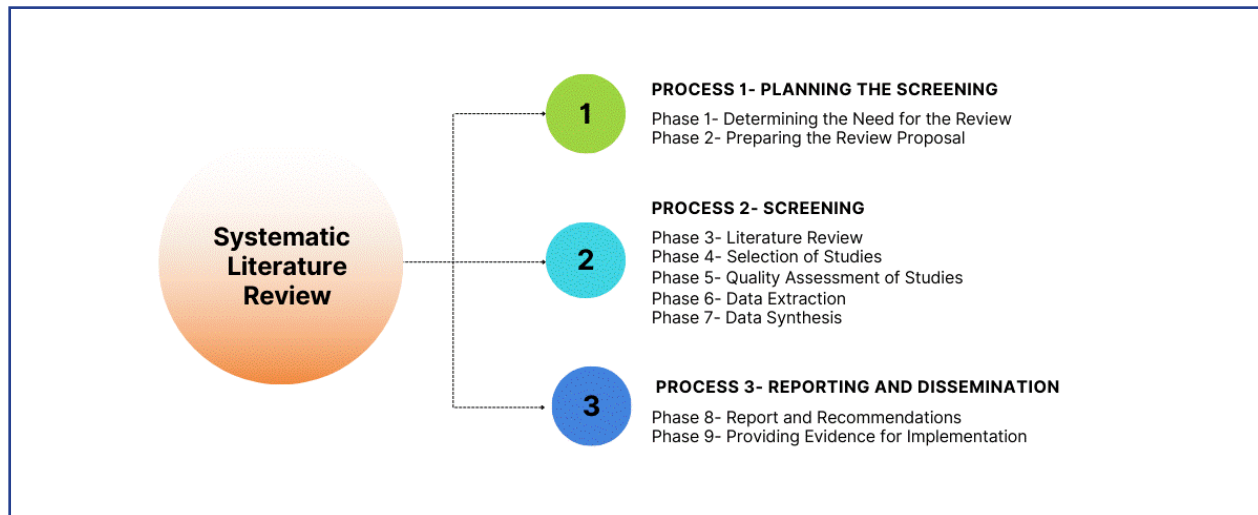 Systematic
Literature
Review
1
PROCESS 1- PLANNING THE SCREENING
Phase 1- Determining the Need for the Review
Phase 2- Preparing the Review Proposal
2
PROCESS 2- SCREENING
Phase 3- Literature Review
Phase 4- Selection of Studies
Phase 5- Quality Assessment of Studies
Phase 6- Data Extraction
Phase 7- Data Synthesis
3
PROCESS 3- REPORTING AND DISSEMINATION
Phase 8- Report and Recommendations
Phase 9- Providing Evidence for Implementation